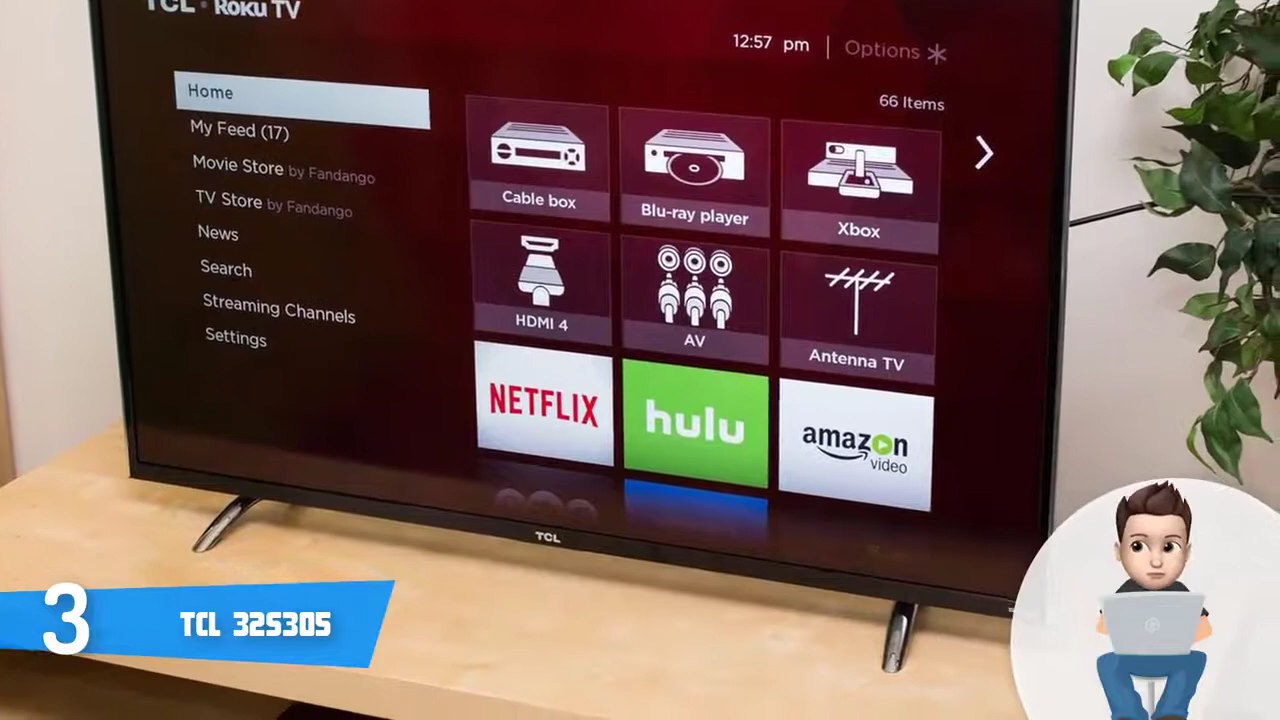 TCL • Roku TV
12:57 pm | Options
66 Items
Home
My Feed (17)
Movie Store by Fandango
TV Store by Fandango
News
Search
Streaming Channels
Settings
Cable box
Blu-ray player
Xbox
HDMI 4
AV
Antenna TV
NETFLIX
hulu
amazon
video
TCL
3
TCL 32S305